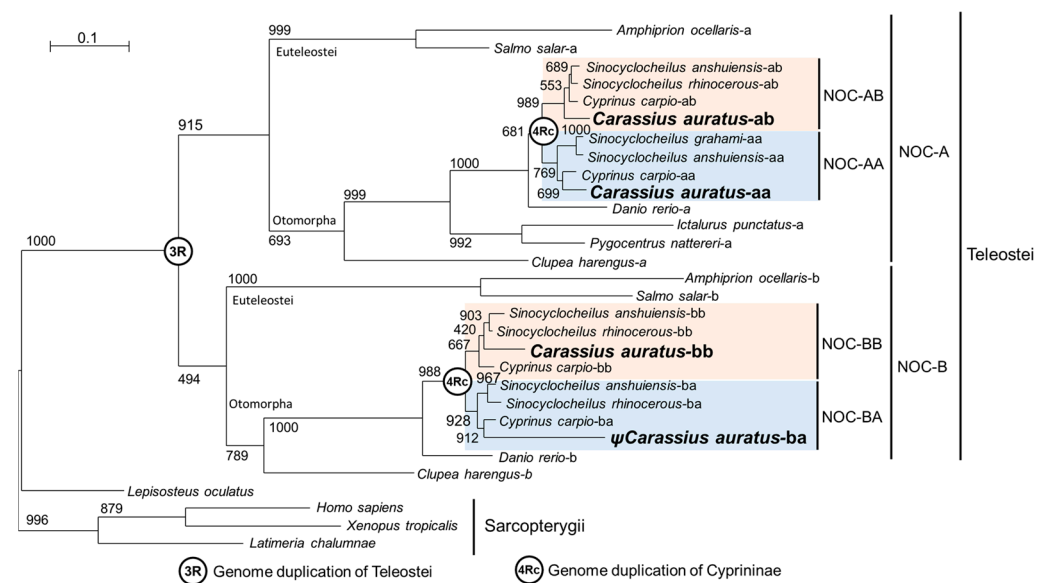 0.1
999
Amphiprion ocellaris-a
Euteleostei
Salmo salar-a
689
Sinocyclocheilus anshuiensis-ab
553
Sinocyclocheilus rhinocerous-ab
Cyprinus carpio-ab
989
Carassius auratus-ab
NOC-AB
915
681
4Rc
1000
Sinocyclocheilus grahami-aa
Sinocyclocheilus anshuiensis-aa
769
Cyprinus carpio-aa
699
Carassius auratus-aa
NOC-AA
NOC-A
1000
999
Danio rerio-a
Otomorpha
693
992
Ictalurus punctatus-a
Pygocentrus nattereri-a
Clupea harengus-a
1000
3R
Teleostei
1000
Amphiprion ocellaris-b
Euteleostei
Salmo salar-b
903
Sinocyclocheilus anshuiensis-bb
420
Sinocyclocheilus rhinocerous-bb
667
Carassius auratus-bb
Cyprinus carpio-bb
NOC-BB
NOC-B
494
988
4Rc
967
Sinocyclocheilus anshuiensis-ba
Sinocyclocheilus rhinocerous-ba
928
Cyprinus carpio-ba
912
ψCarassius auratus-ba
NOC-BA
Otomorpha
1000
789
Danio rerio-b
Clupea harengus-b
Lepisosteus oculatus
996
879
Homo sapiens
Xenopus tropicalis
Latimeria chalumnae
Sarcopterygii
3R Genome duplication of Teleostei
4Rc Genome duplication of Cyprininae